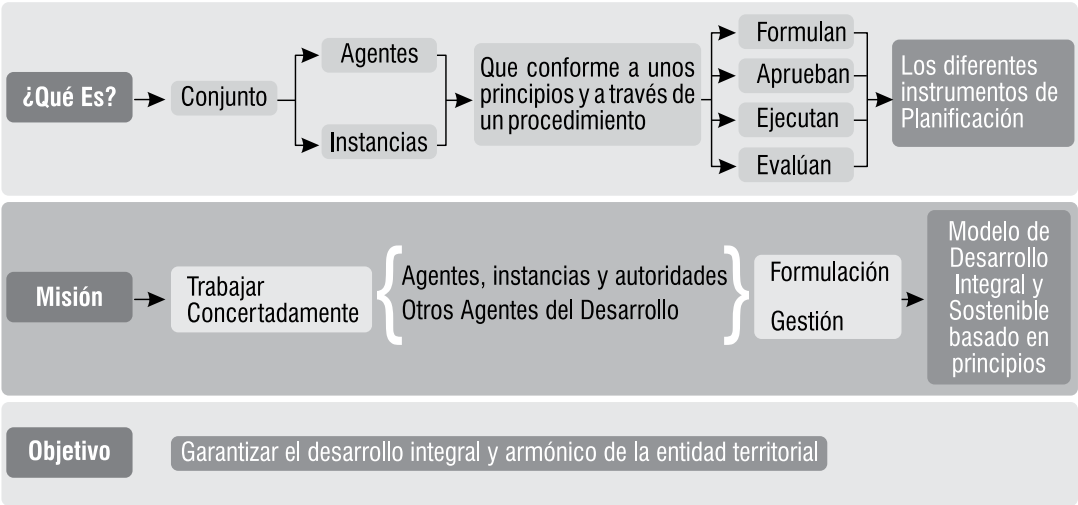 ¿Qué Es?
Conjunto
Agentes
Instancias
Que conforme a unos
principios y a través de
un procedimiento
Formulan
Aprueban
Ejecutan
Evalúan
Los diferentes
instrumentos de
Planificación
Misión
Trabajar
Concertadamente
Agentes, instancias y autoridades
Otros Agentes del Desarrollo
Formulación
Gestión
Modelo de
Desarrollo
Integral y
Sostenible
basado en
principios
Objetivo
Garantizar el desarrollo integral y armónico de la entidad territorial